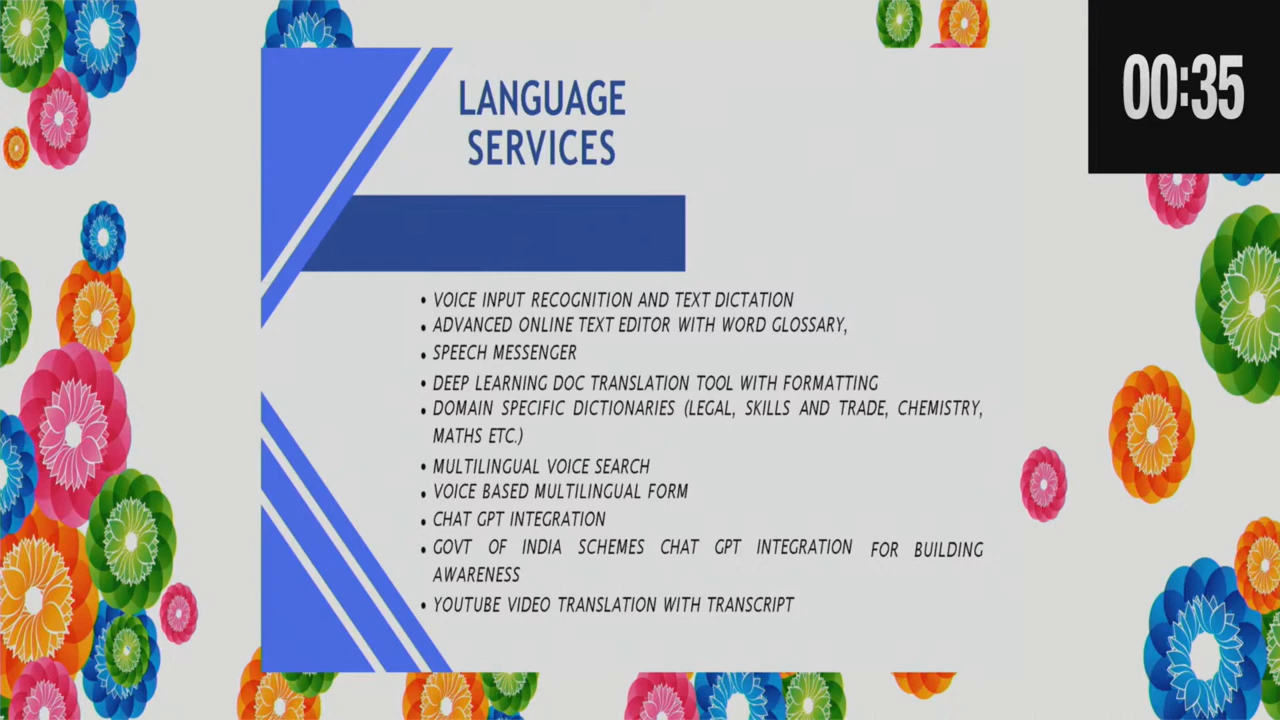 00:35
LANGUAGE
SERVICES
• VOICE INPUT RECOGNITION AND TEXT DICTATION
• ADVANCED ONLINE TEXT EDITOR WITH WORD GLOSSARY,
• SPEECH MESSENGER
• DEEP LEARNING DOC TRANSLATION TOOL WITH FORMATTING
• DOMAIN SPECIFIC DICTIONARIES (LEGAL, SKILLS AND TRADE, CHEMISTRY,
MATHS ETC.)
• MULTILINGUAL VOICE SEARCH
• VOICE BASED MULTILINGUAL FORM
• CHAT GPT INTEGRATION
• GOVT OF INDIA SCHEMES CHAT GPT INTEGRATION FOR BUILDING
AWARENESS
• YOUTUBE VIDEO TRANSLATION WITH TRANSCRIPT